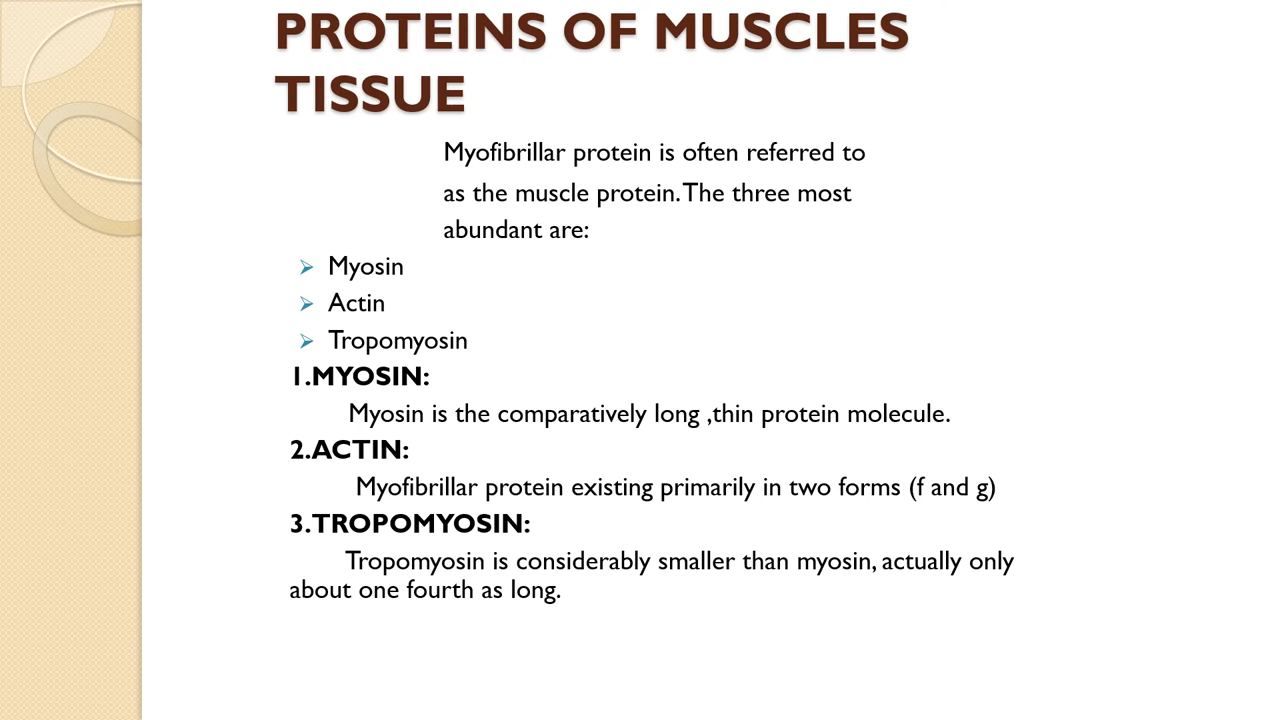 PROTEINS OF MUSCLES
TISSUE
Myofibrillar protein is often referred to
as the muscle protein. The three most
abundant are:
➢ Myosin
➢ Actin
➢ Tropomyosin
1.MYOSIN:
Myosin is the comparatively long ,thin protein molecule.
2.ACTIN:
Myofibrillar protein existing primarily in two forms (f and g)
3.TROPOMYOSIN:
Tropomyosin is considerably smaller than myosin, actually only
about one fourth as long.